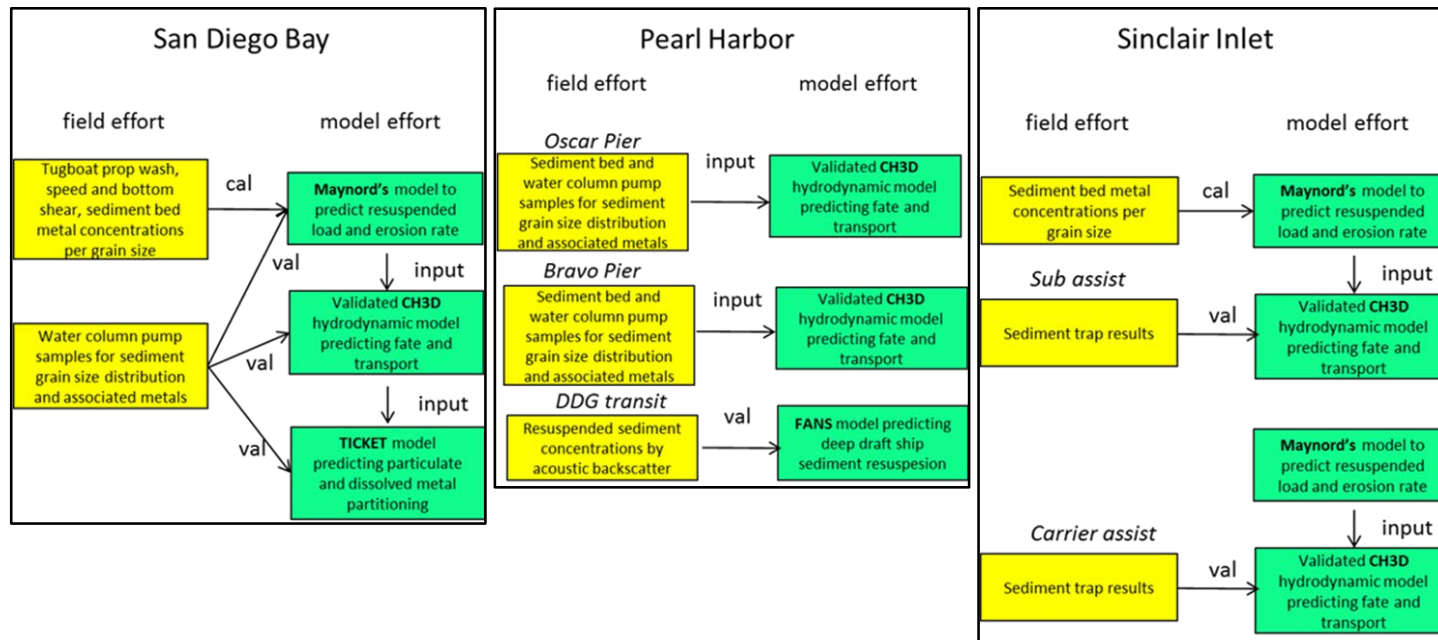 San Diego Bay
field effort
model effort
Tugboat prop wash,
speed and bottom
shear, sediment bed
metal concentrations
per grain size
cal
Maynord's model to
predict resuspended
load and erosion rate
val
input
Water column pump
samples for sediment
grain size distribution
and associated metals
val
Validated CH3D
hydrodynamic model
predicting fate and
transport
input
val
TICKET model
predicting particulate
and dissolved metal
partitioning
Pearl Harbor
field effort
model effort
Oscar Pier
Sediment bed and
water column pump
samples for sediment
grain size distribution
and associated metals
input
Validated CH3D
hydrodynamic model
predicting fate and
transport
Bravo Pier
Sediment bed and
water column pump
samples for sediment
grain size distribution
and associated metals
input
Validated CH3D
hydrodynamic model
predicting fate and
transport
DDG transit
Resuspended sediment
concentrations by
acoustic backscatter
val
FANS model predicting
deep draft ship
sediment resuspesion
Sinclair Inlet
field effort
model effort
Sediment bed metal
concentrations per
grain size
cal
Maynord's model to
predict resuspended
load and erosion rate
input
Sub assist
Sediment trap results
val
Validated CH3D
hydrodynamic model
predicting fate and
transport
Maynord's model to
predict resuspended
load and erosion rate
input
Carrier assist
Sediment trap results
val
Validated CH3D
hydrodynamic model
predicting fate and
transport